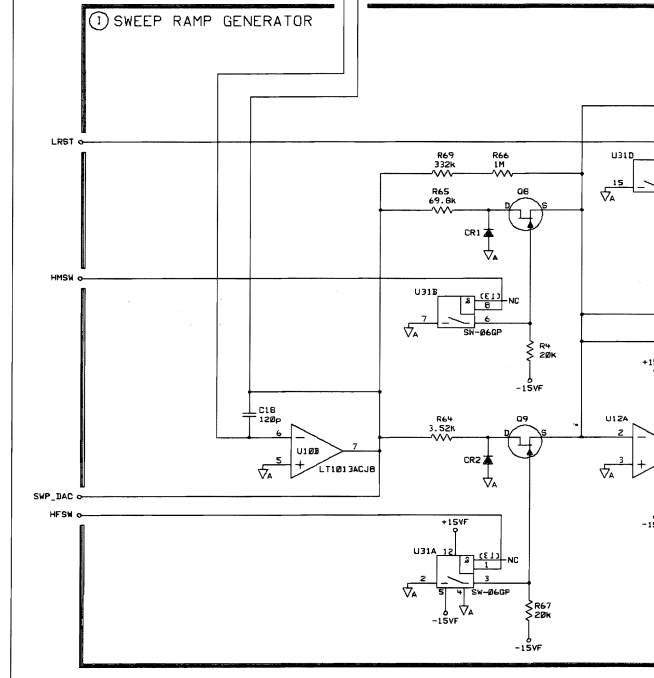 1 SWEEP RAMP GENERATOR
LRST
R69
332k
R66
1M
U31D
15
A
R65
69.8k
Q8
D
S
CR1
A
HMSW
U31B
(E1)
NC
8
7
6
A
SW-06GP
R4
20k
-15VF
+15
C18
120p
R64
3.52k
Q9
D
S
U12A
2
6
U10B
7
5
A
LT1013ACJ8
CR2
A
3
A
SWP_DAC
HFSW
+15VF
-15
U31A
12
(E1)
NC
1
2
3
A
5
4
SW-06GP
A
-15VF
R67
20k
-15VF